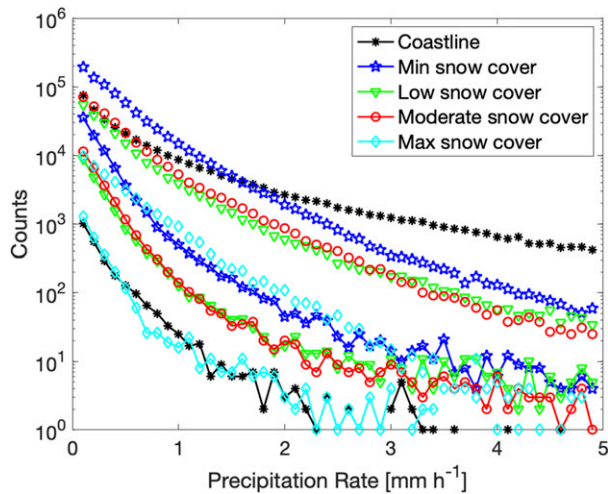 10^6
10^5
10^4
10^3
10^2
10^1
10^0
Counts
Coastline
Min snow cover
Low snow cover
Moderate snow cover
Max snow cover
0 1 2 3 4 5
Precipitation Rate [mm h^-1]